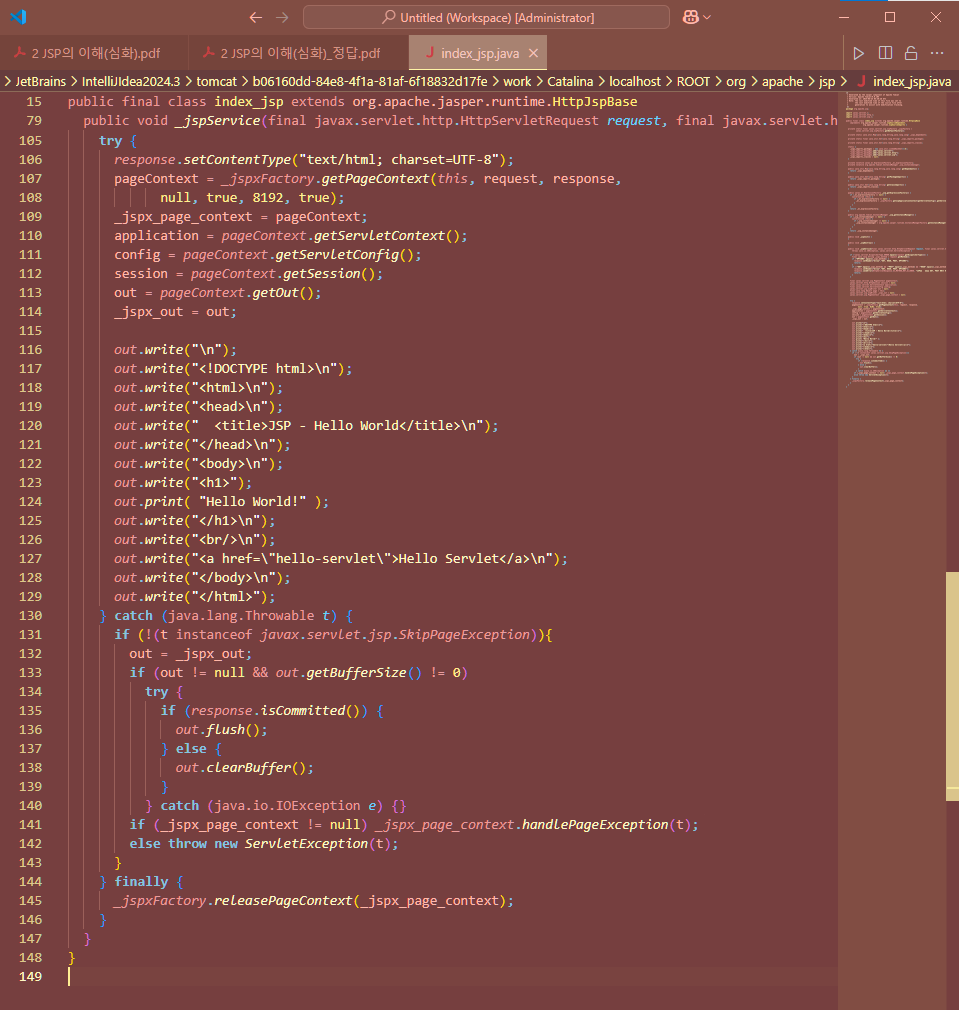 Untitled (Workspace) [Administrator]
2 JSP의 이해(심화).pdf
2 JSP의 이해(심화)_정답.pdf
index_jsp.java
JetBrains > IntelliJIdea2024.3 > tomcat > b06160dd-84e8-4f1a-81af-6f18832d17fe > work > Catalina > localhost > ROOT > org > apache > jsp > index_jsp.java
15 public final class index_jsp extends org.apache.jasper.runtime.HttpJspBase
79   public void _jspService(final javax.servlet.http.HttpServletRequest request, final javax.servlet.h
105     try {
106       response.setContentType("text/html; charset=UTF-8");
107       pageContext = _jspxFactory.getPageContext(this, request, response,
108             null, true, 8192, true);
109       _jspx_page_context = pageContext;
110       application = pageContext.getServletContext();
111       config = pageContext.getServletConfig();
112       session = pageContext.getSession();
113       out = pageContext.getOut();
114       _jspx_out = out;
115
116       out.write("\n");
117       out.write("<!DOCTYPE html>\n");
118       out.write("<html>\n");
119       out.write("<head>\n");
120       out.write("  <title>JSP - Hello World</title>\n");
121       out.write("</head>\n");
122       out.write("<body>\n");
123       out.write("<h1>");
124       out.print( "Hello World!" );
125       out.write("</h1>\n");
126       out.write("<br/>\n");
127       out.write("<a href=\"hello-servlet\">Hello Servlet</a>\n");
128       out.write("</body>\n");
129       out.write("</html>");
130     } catch (java.lang.Throwable t) {
131       if (!(t instanceof javax.servlet.jsp.SkipPageException)){
132         out = _jspx_out;
133         if (out != null && out.getBufferSize() != 0)
134           try {
135             if (response.isCommitted()) {
136               out.flush();
137             } else {
138               out.clearBuffer();
139             }
140           } catch (java.io.IOException e) {}
141         if (_jspx_page_context != null) _jspx_page_context.handlePageException(t);
142         else throw new ServletException(t);
143       }
144     } finally {
145       _jspxFactory.releasePageContext(_jspx_page_context);
146     }
147   }
148 }
149